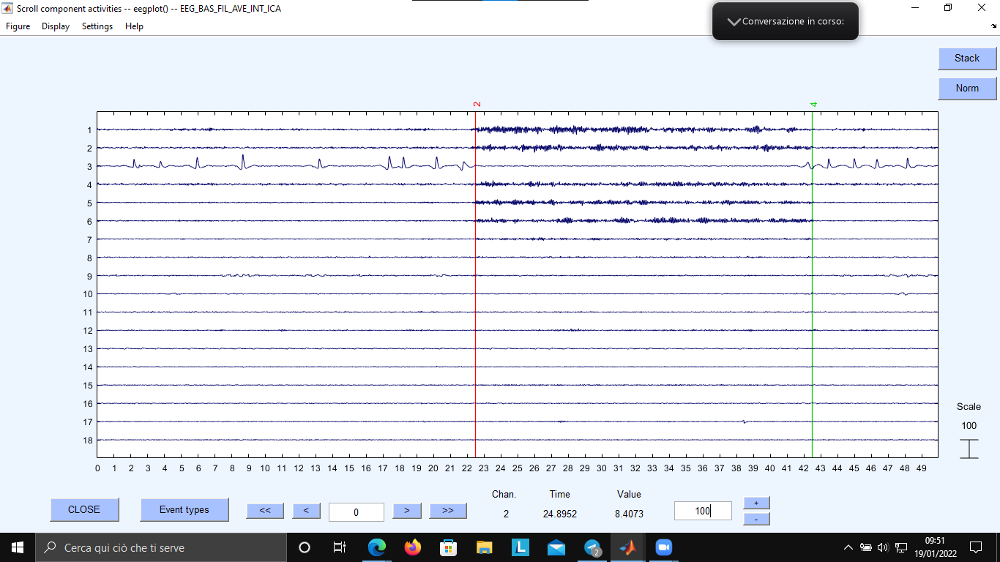 Scroll component activities -- eegplot() -- EEG_BAS_FIL_AVE_INT_ICA
Conversazione in corso:
Figure Display Settings Help
Stack
Norm
2 4
1
2
3
4
5
6
7
8
9
10
11
12
13
14
15
16
17
18
Scale
100
0 1 2 3 4 5 6 7 8 9 10 11 12 13 14 15 16 17 18 19 20 21 22 23 24 25 26 27 28 29 30 31 32 33 34 35 36 37 38 39 40 41 42 43 44 45 46 47 48 49
Chan. Time Value
CLOSE Event types << < 0 > >> 2 24.8952 8.4073 100 + -
Cerca qui ciò che ti serve
L
2
09:51
19/01/2022